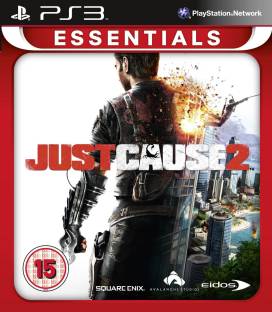 PS3 PlayStation Network
ESSENTIALS
JUST CAUSE 2
15
SQUARE ENIX. AVALANCHE STUDIOS eidos